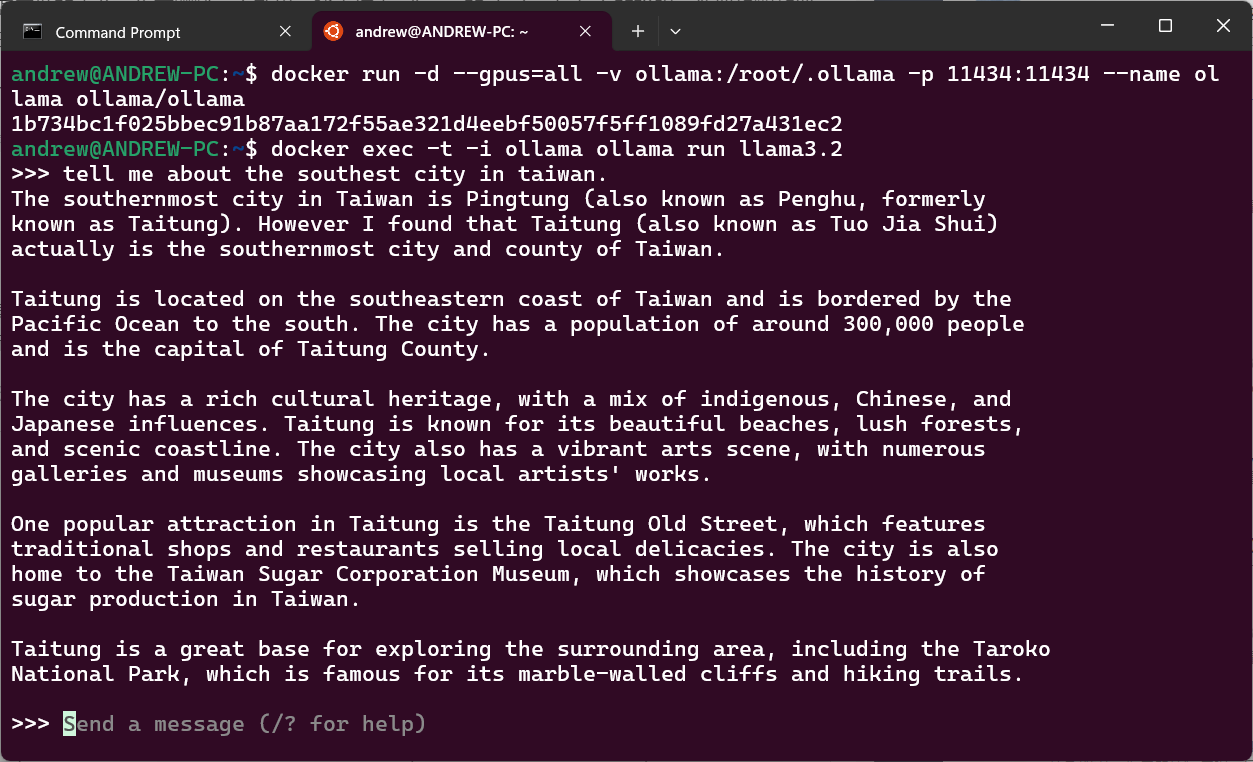 Command Prompt
andrew@ANDREW-PC: ~
andrew@ANDREW-PC:~$ docker run -d --gpus=all -v ollama:/root/.ollama -p 11434:11434 --name ol
lama ollama/ollama
1b734bc1f025bbec91b87aa172f55ae321d4eebf50057f5ff1089fd27a431ec2
andrew@ANDREW-PC:~$ docker exec -t -i ollama ollama run llama3.2
>>> tell me about the southest city in taiwan.
The southernmost city in Taiwan is Pingtung (also known as Penghu, formerly
known as Taitung). However I found that Taitung (also known as Tuo Jia Shui)
actually is the southernmost city and county of Taiwan.

Taitung is located on the southeastern coast of Taiwan and is bordered by the
Pacific Ocean to the south. The city has a population of around 300,000 people
and is the capital of Taitung County.

The city has a rich cultural heritage, with a mix of indigenous, Chinese, and
Japanese influences. Taitung is known for its beautiful beaches, lush forests,
and scenic coastline. The city also has a vibrant arts scene, with numerous
galleries and museums showcasing local artists' works.

One popular attraction in Taitung is the Taitung Old Street, which features
traditional shops and restaurants selling local delicacies. The city is also
home to the Taiwan Sugar Corporation Museum, which showcases the history of
sugar production in Taiwan.

Taitung is a great base for exploring the surrounding area, including the Taroko
National Park, which is famous for its marble-walled cliffs and hiking trails.

>>> Send a message (/? for help)